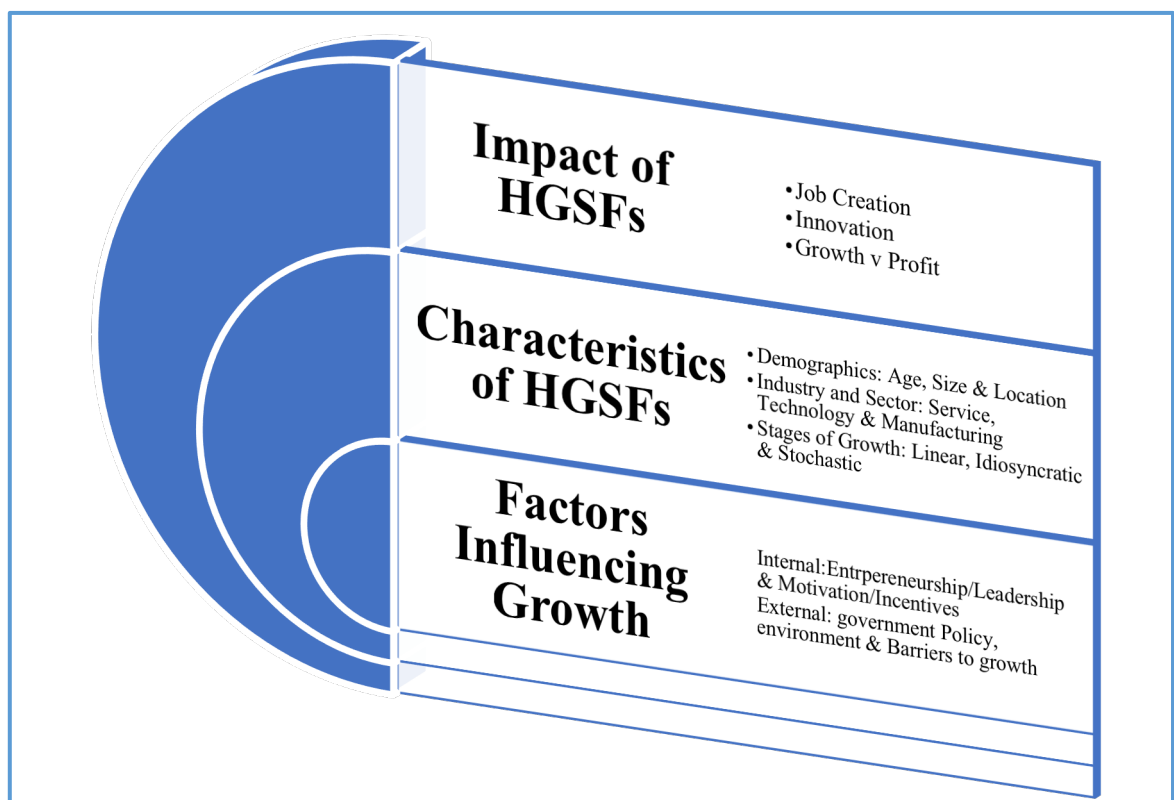 Impact of
HGSFs
•Job Creation
•Innovation
•Growth v Profit
Characteristics
of HGSFs
•Demographics: Age, Size & Location
•Industry and Sector: Service,
Technology & Manufacturing
•Stages of Growth: Linear, Idiosyncratic
& Stochastic
Factors
Influencing
Growth
Internal:Entrpereneurship/Leadership
& Motivation/Incentives
External: government Policy,
environment & Barriers to growth